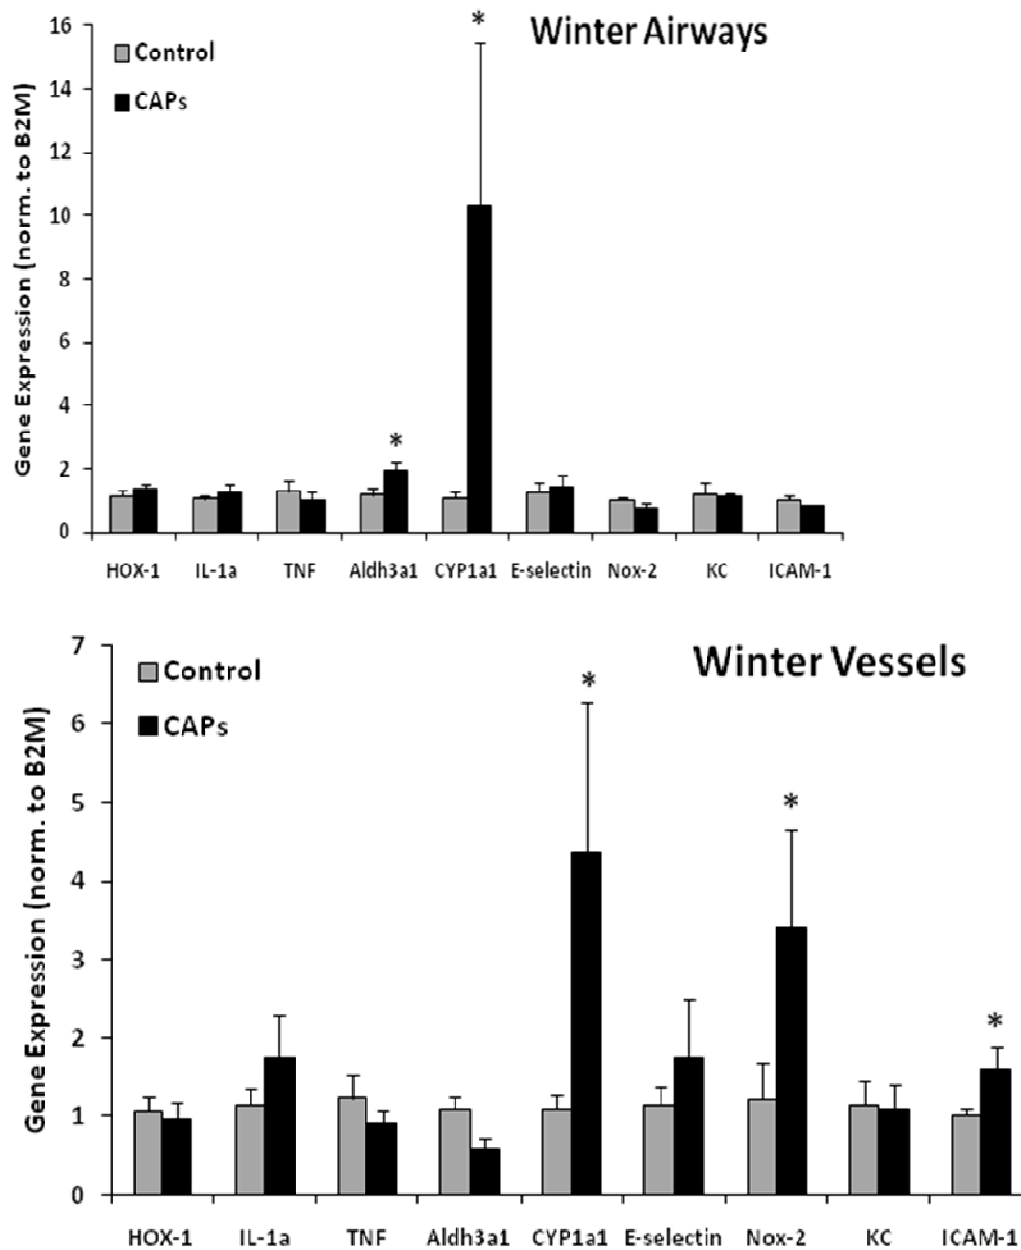 Winter Airways
Control
CAPs
Gene Expression (norm. to B2M)
16
14
12
10
8
6
4
2
0
*
*
HOX-1 IL-1a TNF Aldh3a1 CYP1a1 E-selectin Nox-2 KC ICAM-1
Winter Vessels
Control
CAPs
Gene Expression (norm. to B2M)
7
6
5
4
3
2
1
0
*
*
*
HOX-1 IL-1a TNF Aldh3a1 CYP1a1 E-selectin Nox-2 KC ICAM-1